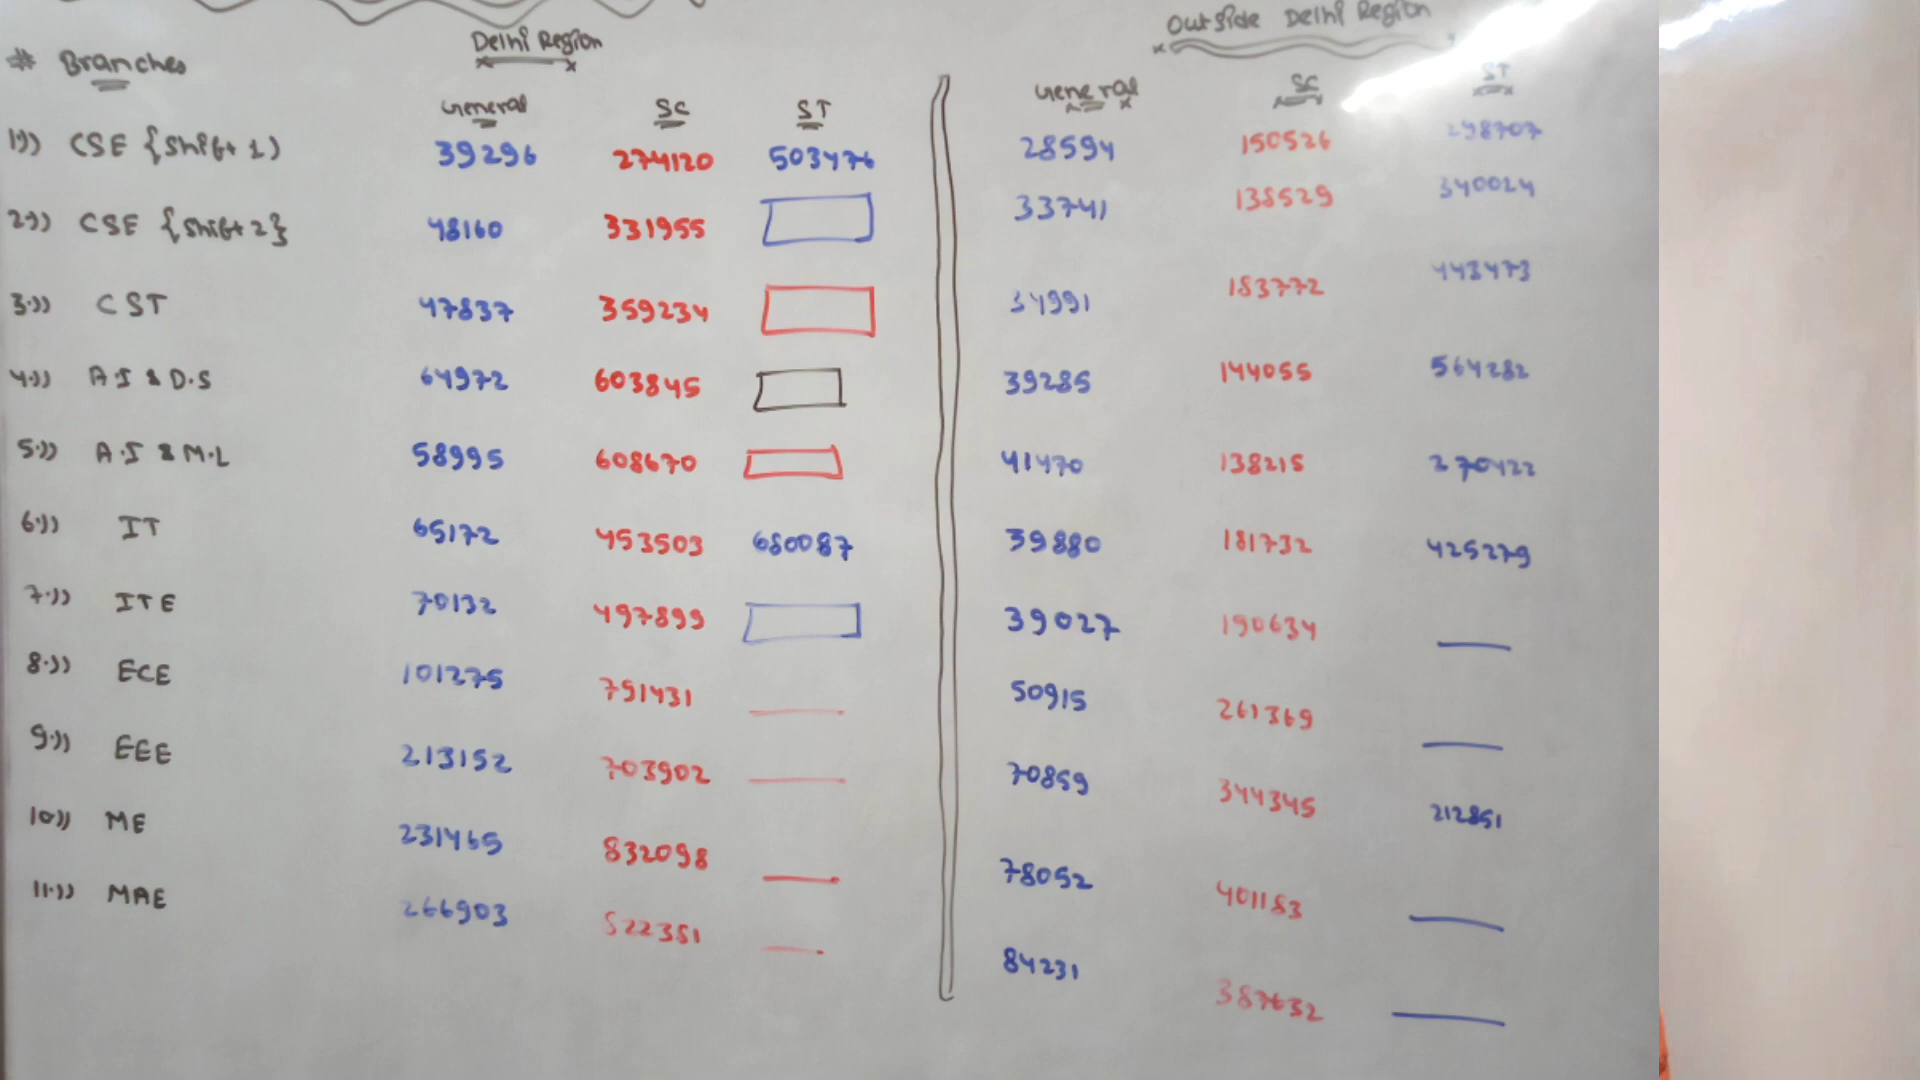 Delhi Region Outside Delhi Region
# Branches
General SC ST General SC ST
1)) CSE {Shift 1) 39296 274120 503476 28594 150526 298707
2)) CSE {Shift 2} 48160 331955 33741 138529 340024
3)) CST 47837 359234 34991 183772 443473
4)) A.I & D.S 64972 603845 39285 144055 564282
5)) A.I & M.L 58995 608670 41470 138215 270422
6)) IT 65172 453503 680087 39880 181732 425279
7)) ITE 70132 497899 39027 190634
8)) ECE 101275 791431 50915 261369
9)) EEE 213152 703902 70859 344345 212851
10)) ME 231465 832098 78052 401183
11)) MAE 266903 522351 84231 387632